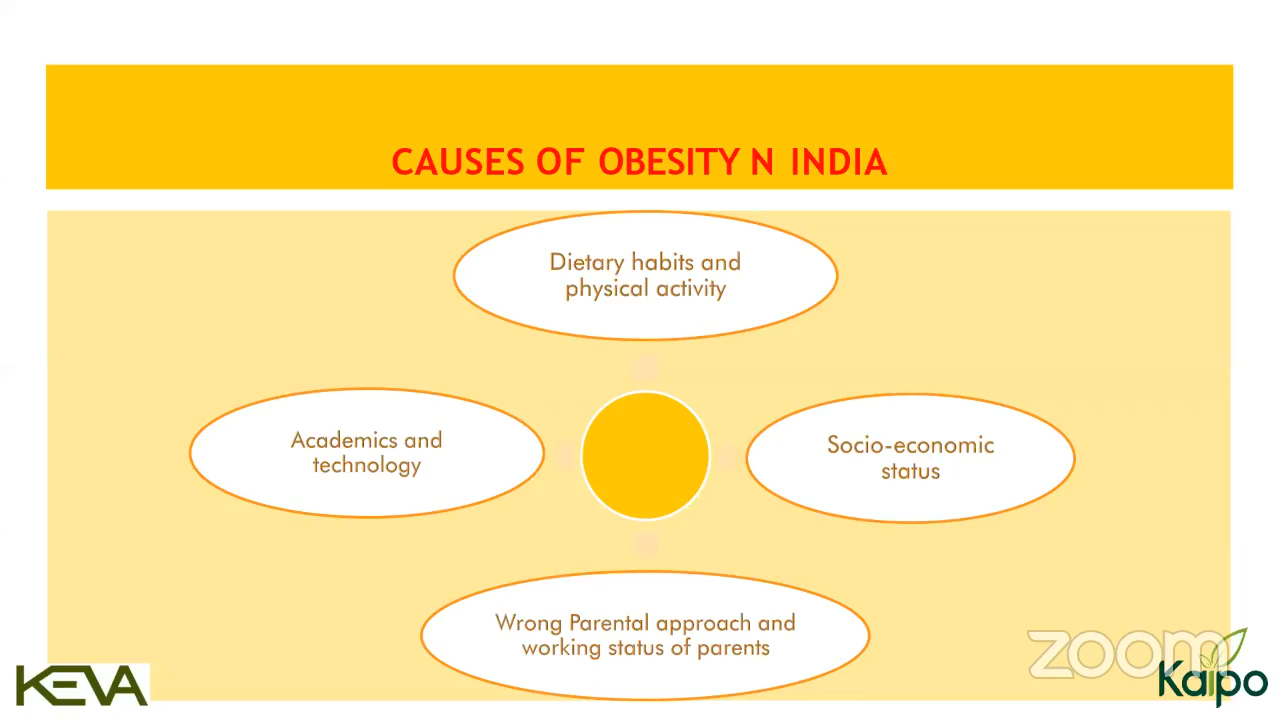 CAUSES OF OBESITY N INDIA
Dietary habits and
physical activity
Academics and
technology
Socio-economic
status
Wrong Parental approach and
working status of parents
zoom
KEVA
Kaipo